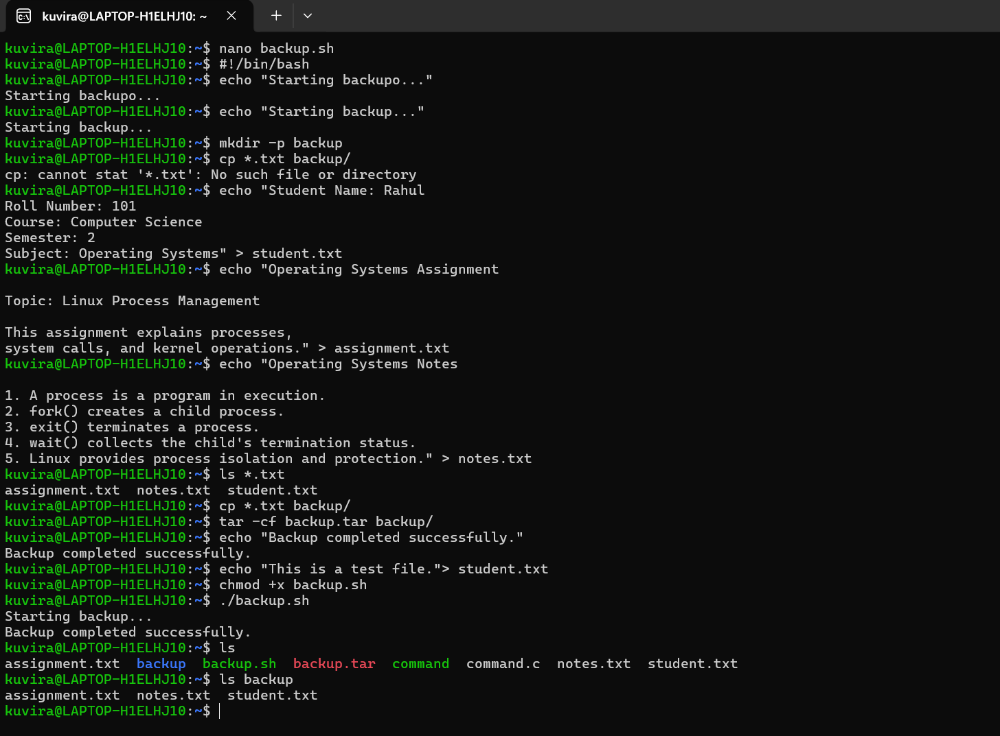 kuvira@LAPTOP-H1ELHJ10: ~
kuvira@LAPTOP-H1ELHJ10:~$ nano backup.sh
kuvira@LAPTOP-H1ELHJ10:~$ #!/bin/bash
kuvira@LAPTOP-H1ELHJ10:~$ echo "Starting backupo..."
Starting backupo...
kuvira@LAPTOP-H1ELHJ10:~$ echo "Starting backup..."
Starting backup...
kuvira@LAPTOP-H1ELHJ10:~$ mkdir -p backup
kuvira@LAPTOP-H1ELHJ10:~$ cp *.txt backup/
cp: cannot stat '*.txt': No such file or directory
kuvira@LAPTOP-H1ELHJ10:~$ echo "Student Name: Rahul
Roll Number: 101
Course: Computer Science
Semester: 2
Subject: Operating Systems" > student.txt
kuvira@LAPTOP-H1ELHJ10:~$ echo "Operating Systems Assignment
Topic: Linux Process Management
This assignment explains processes,
system calls, and kernel operations." > assignment.txt
kuvira@LAPTOP-H1ELHJ10:~$ echo "Operating Systems Notes
1. A process is a program in execution.
2. fork() creates a child process.
3. exit() terminates a process.
4. wait() collects the child's termination status.
5. Linux provides process isolation and protection." > notes.txt
kuvira@LAPTOP-H1ELHJ10:~$ ls *.txt
assignment.txt  notes.txt  student.txt
kuvira@LAPTOP-H1ELHJ10:~$ cp *.txt backup/
kuvira@LAPTOP-H1ELHJ10:~$ tar -cf backup.tar backup/
kuvira@LAPTOP-H1ELHJ10:~$ echo "Backup completed successfully."
Backup completed successfully.
kuvira@LAPTOP-H1ELHJ10:~$ echo "This is a test file."> student.txt
kuvira@LAPTOP-H1ELHJ10:~$ chmod +x backup.sh
kuvira@LAPTOP-H1ELHJ10:~$ ./backup.sh
Starting backup...
Backup completed successfully.
kuvira@LAPTOP-H1ELHJ10:~$ ls
assignment.txt  backup  backup.sh  backup.tar  command  command.c  notes.txt  student.txt
kuvira@LAPTOP-H1ELHJ10:~$ ls backup
assignment.txt  notes.txt  student.txt
kuvira@LAPTOP-H1ELHJ10:~$